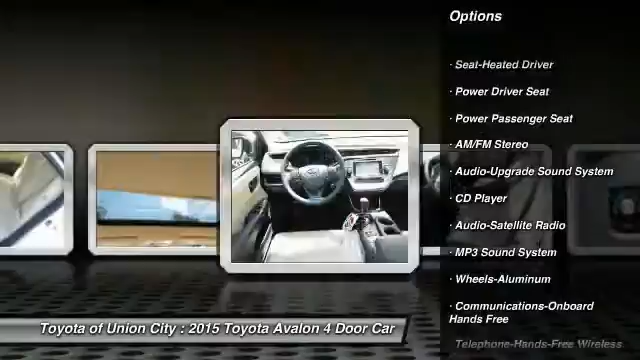 Options
· Seat-Heated Driver
· Power Driver Seat
· Power Passenger Seat
· AM/FM Stereo
· Audio-Upgrade Sound System
· CD Player
· Audio-Satellite Radio
· MP3 Sound System
· Wheels-Aluminum
· Communications-Onboard
Hands Free
· Telephone-Hands-Free Wireless
Toyota of Union City : 2015 Toyota Avalon 4 Door Car